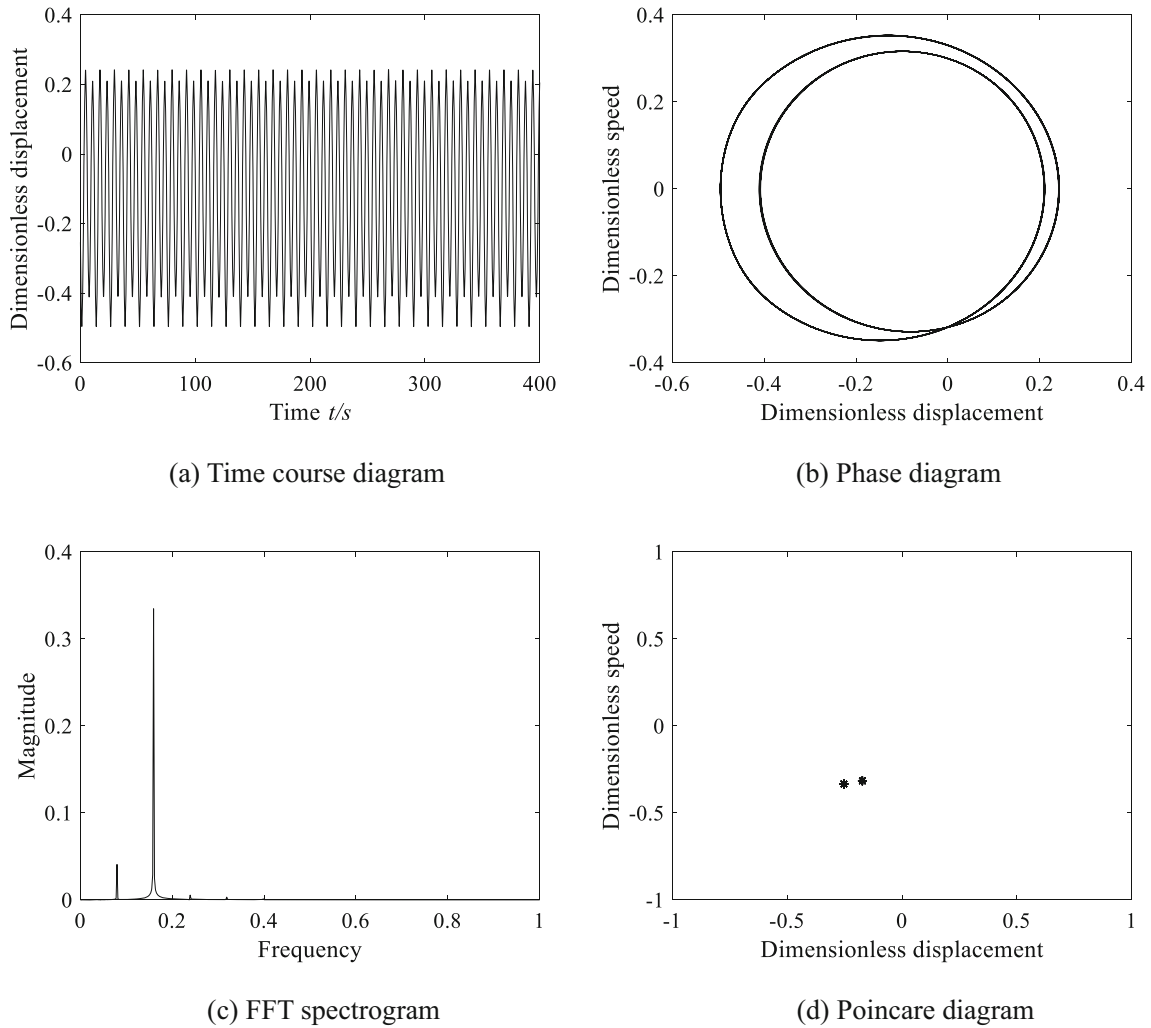 0.4
0.2
0
-0.2
-0.4
-0.6
0 100 200 300 400
Dimensionless displacement
Time t/s
(a) Time course diagram
0.4
0.2
0
-0.2
-0.4
-0.6 -0.4 -0.2 0 0.2 0.4
Dimensionless speed
Dimensionless displacement
(b) Phase diagram
0.4
0.3
0.2
0.1
0
0 0.2 0.4 0.6 0.8 1
Magnitude
Frequency
(c) FFT spectrogram
1
0.5
0
-0.5
-1
-1 -0.5 0 0.5 1
Dimensionless speed
Dimensionless displacement
(d) Poincare diagram